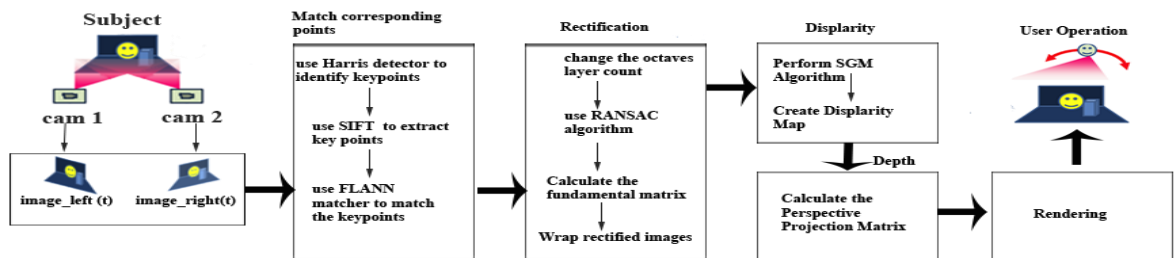 Subject
cam 1
cam 2
image_left (t)
image_right(t)
Match corresponding
points
use Harris detector to
identify keypoints
use SIFT to extract
key points
use FLANN
matcher to match
the keypoints
Rectification
change the octaves
layer count
use RANSAC
algorithm
Calculate the
fundamental matrix
Wrap rectified images
Displarity
Perform SGM
Algorithm
Create Displarity
Map
Depth
Calculate the
Perspective
Projection Matrix
Rendering
User Operation